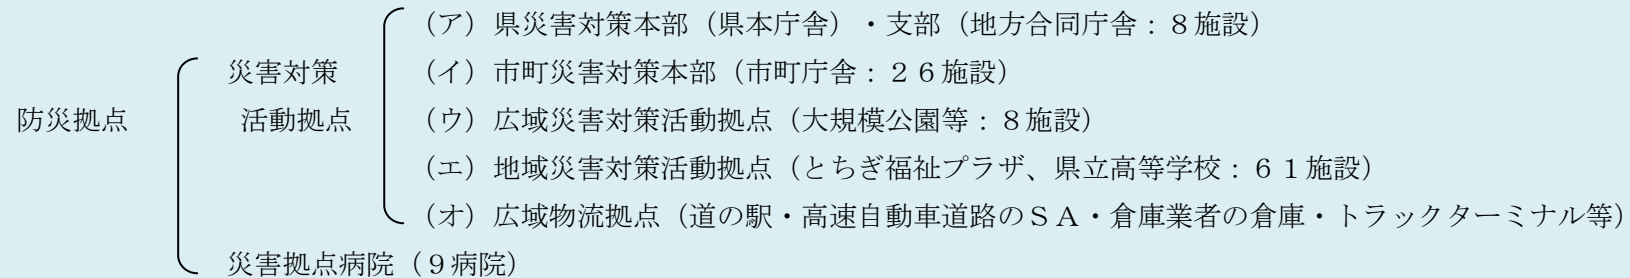 （ア）県災害対策本部（県本庁舎）・支部（地方合同庁舎：８施設）
災害対策 （イ）市町災害対策本部（市町庁舎：２６施設）
防災拠点 活動拠点 （ウ）広域災害対策活動拠点（大規模公園等：８施設）
（エ）地域災害対策活動拠点（とちぎ福祉プラザ、県立高等学校：６１施設）
（オ）広域物流拠点（道の駅・高速自動車道路のＳＡ・倉庫業者の倉庫・トラックターミナル等）
災害拠点病院（９病院）